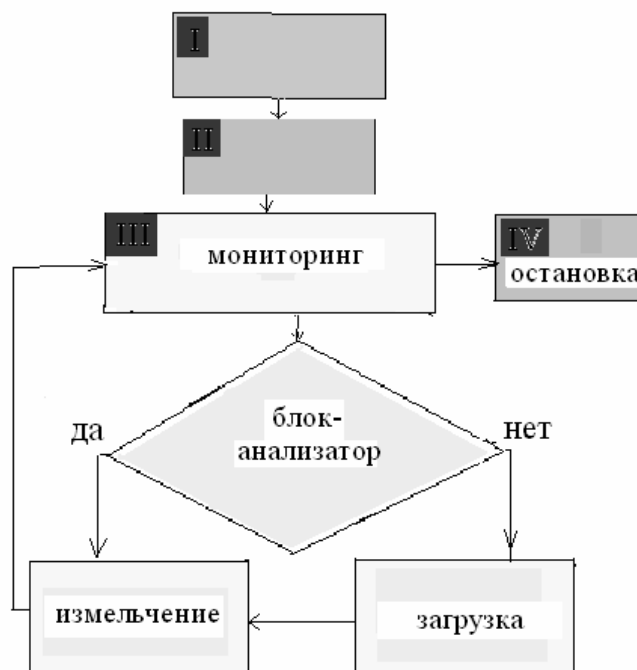 I
II
III
мониторинг
IV
остановка
блок-
анализатор
да
нет
измельчение
загрузка